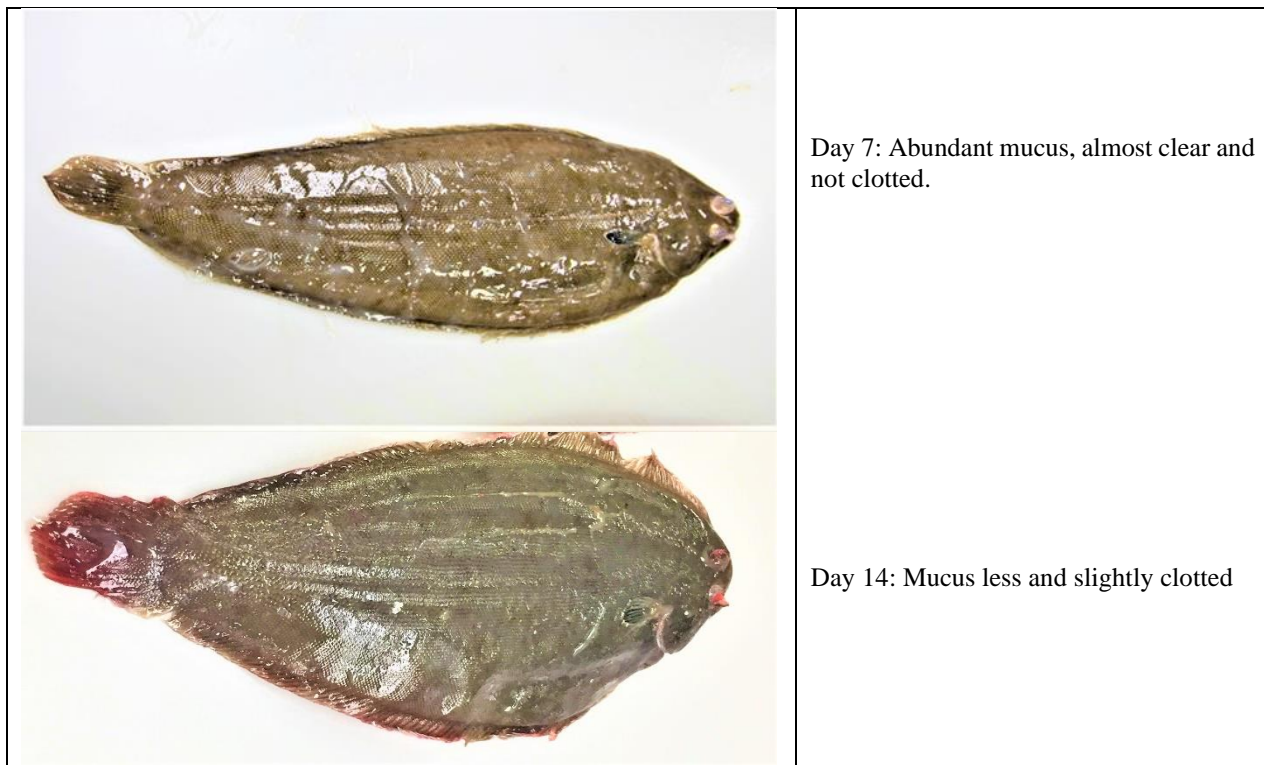 Day 7: Abundant mucus, almost clear and
not clotted.
Day 14: Mucus less and slightly clotted